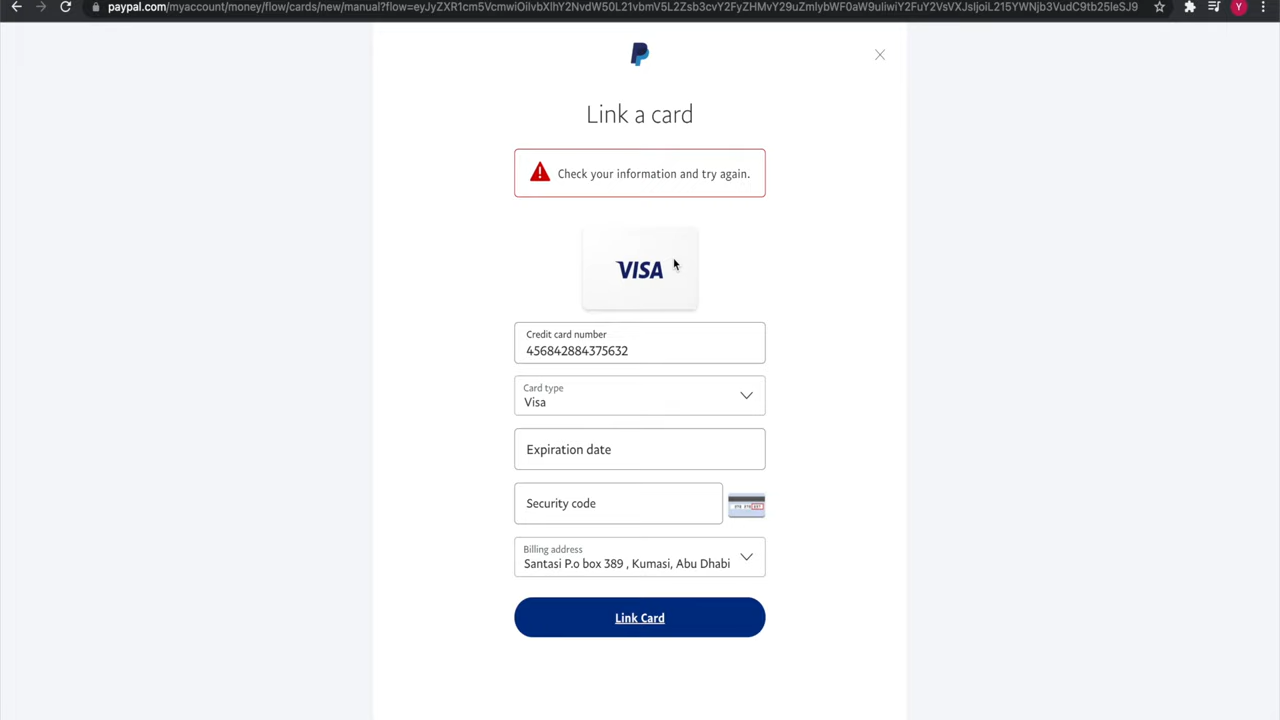 paypal.com/myaccount/money/flow/cards/new/manual?flow=eyJyZXR1cm5VcmwiOiIvbXlhY2NvdW50L21vbmV5L2Zsb3cvY2FyZHMvY29uZmlybWF0aW9uIiwiY2FuY2VsVXJsIjoiL215YWNjb3VudC9tb25leSJ9
Y
Link a card
Check your information and try again.
VISA
Credit card number
456842884375632
Card type
Visa
Expiration date
Security code
Billing address
Santasi P.o box 389 , Kumasi, Abu Dhabi
Link Card